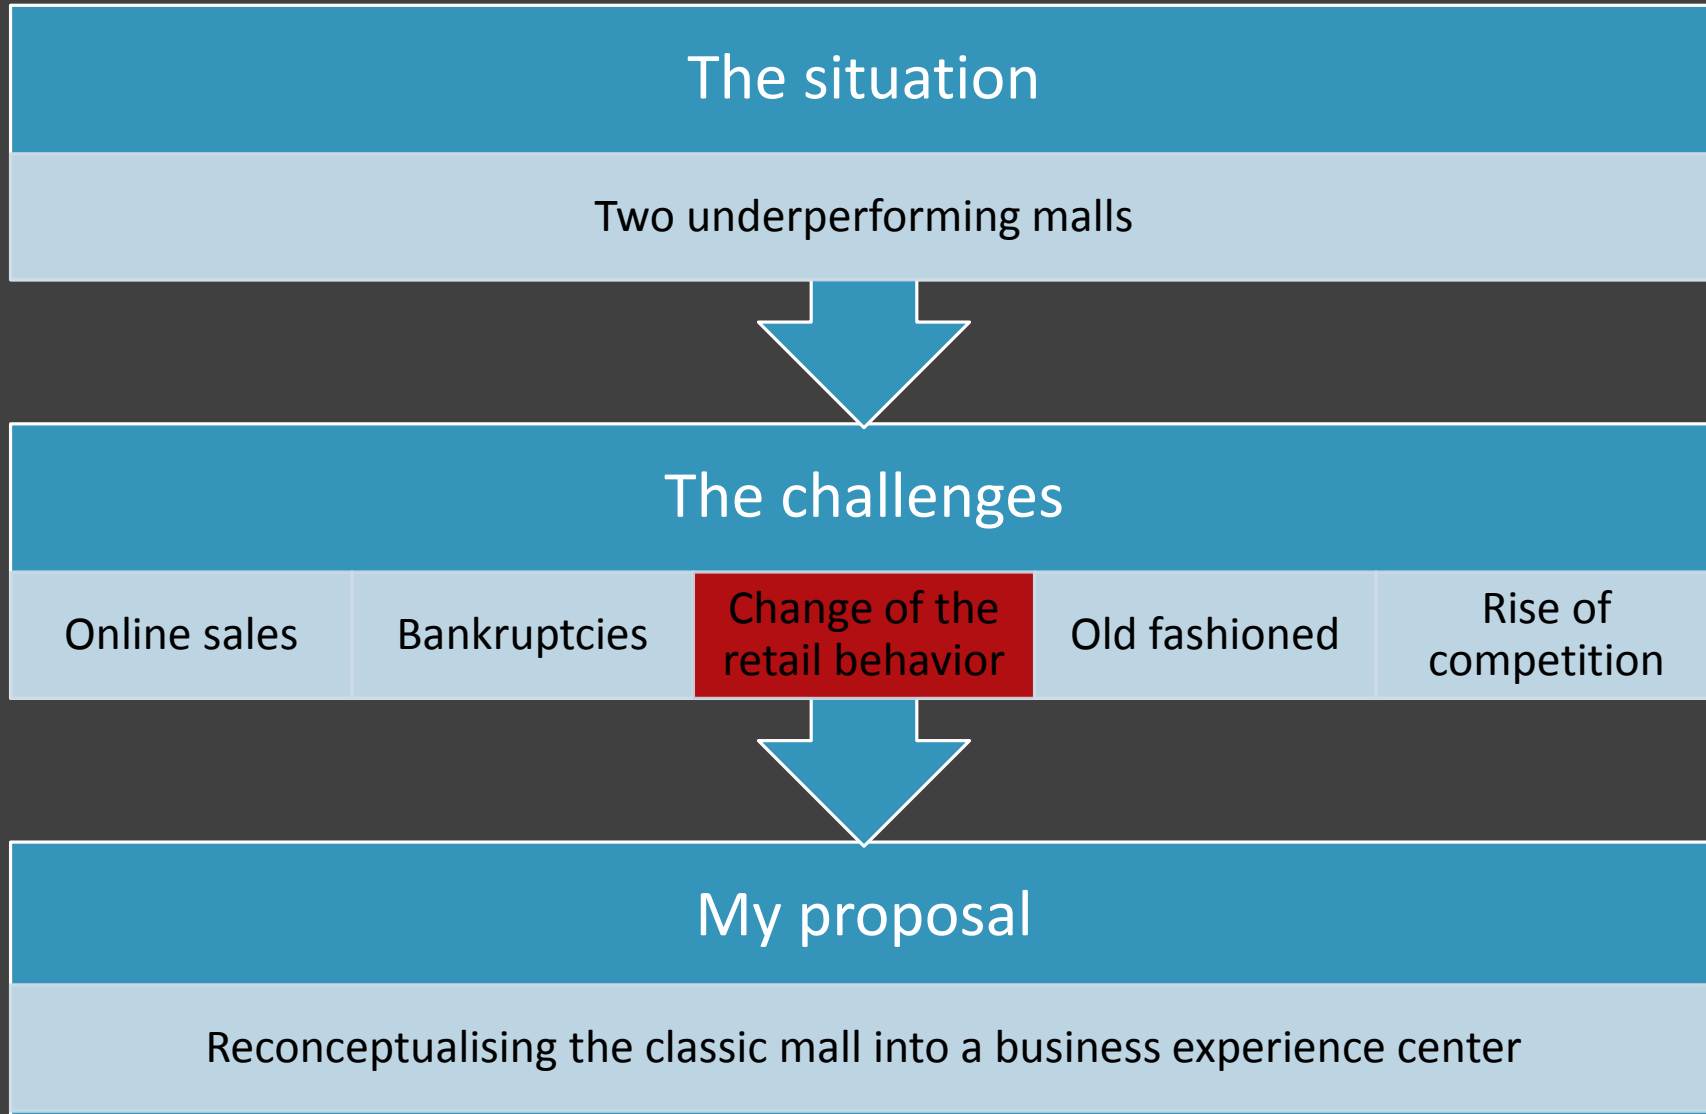 The situation
Two underperforming malls
The challenges
Online sales
Bankruptcies
Change of the
retail behavior
Old fashioned
Rise of
competition
My proposal
Reconceptualising the classic mall into a business experience center